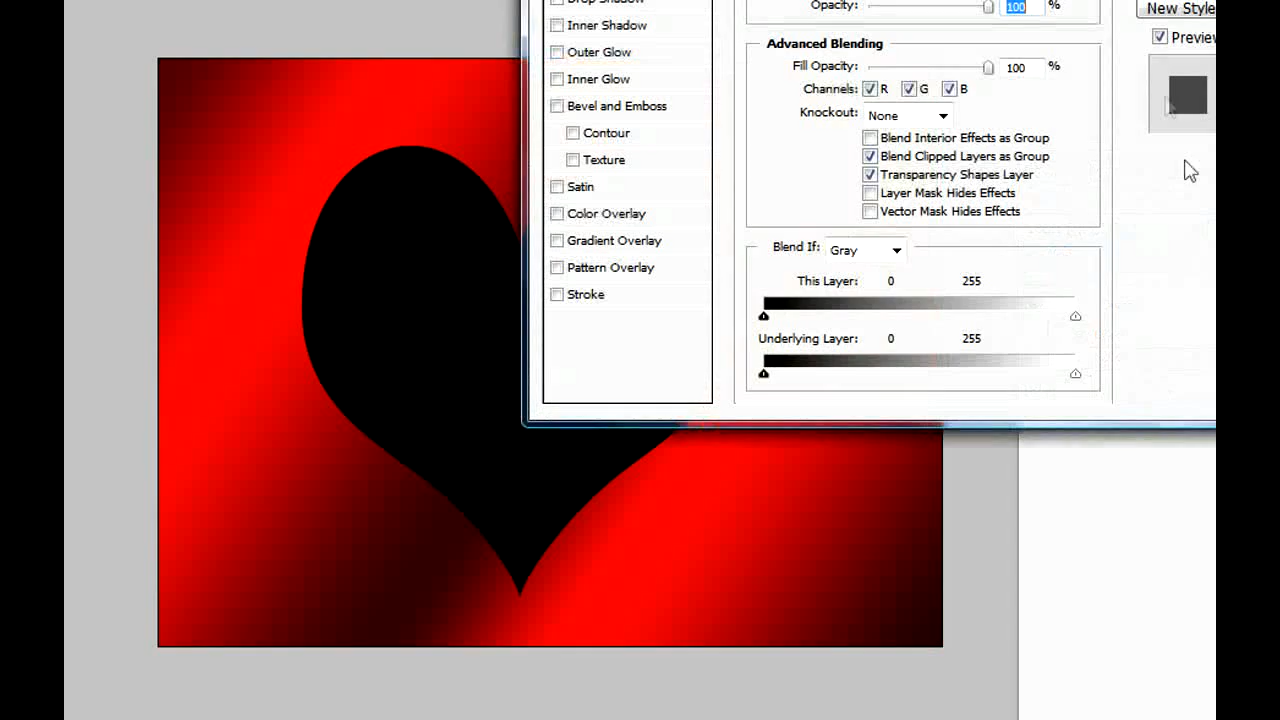 Drop Shadow
Inner Shadow
Outer Glow
Inner Glow
Bevel and Emboss
Contour
Texture
Satin
Color Overlay
Gradient Overlay
Pattern Overlay
Stroke
Opacity: 100 %
Advanced Blending
Fill Opacity: 100 %
Channels: R G B
Knockout: None
Blend Interior Effects as Group
Blend Clipped Layers as Group
Transparency Shapes Layer
Layer Mask Hides Effects
Vector Mask Hides Effects
Blend If: Gray
This Layer: 0 255
Underlying Layer: 0 255
New Style
Preview